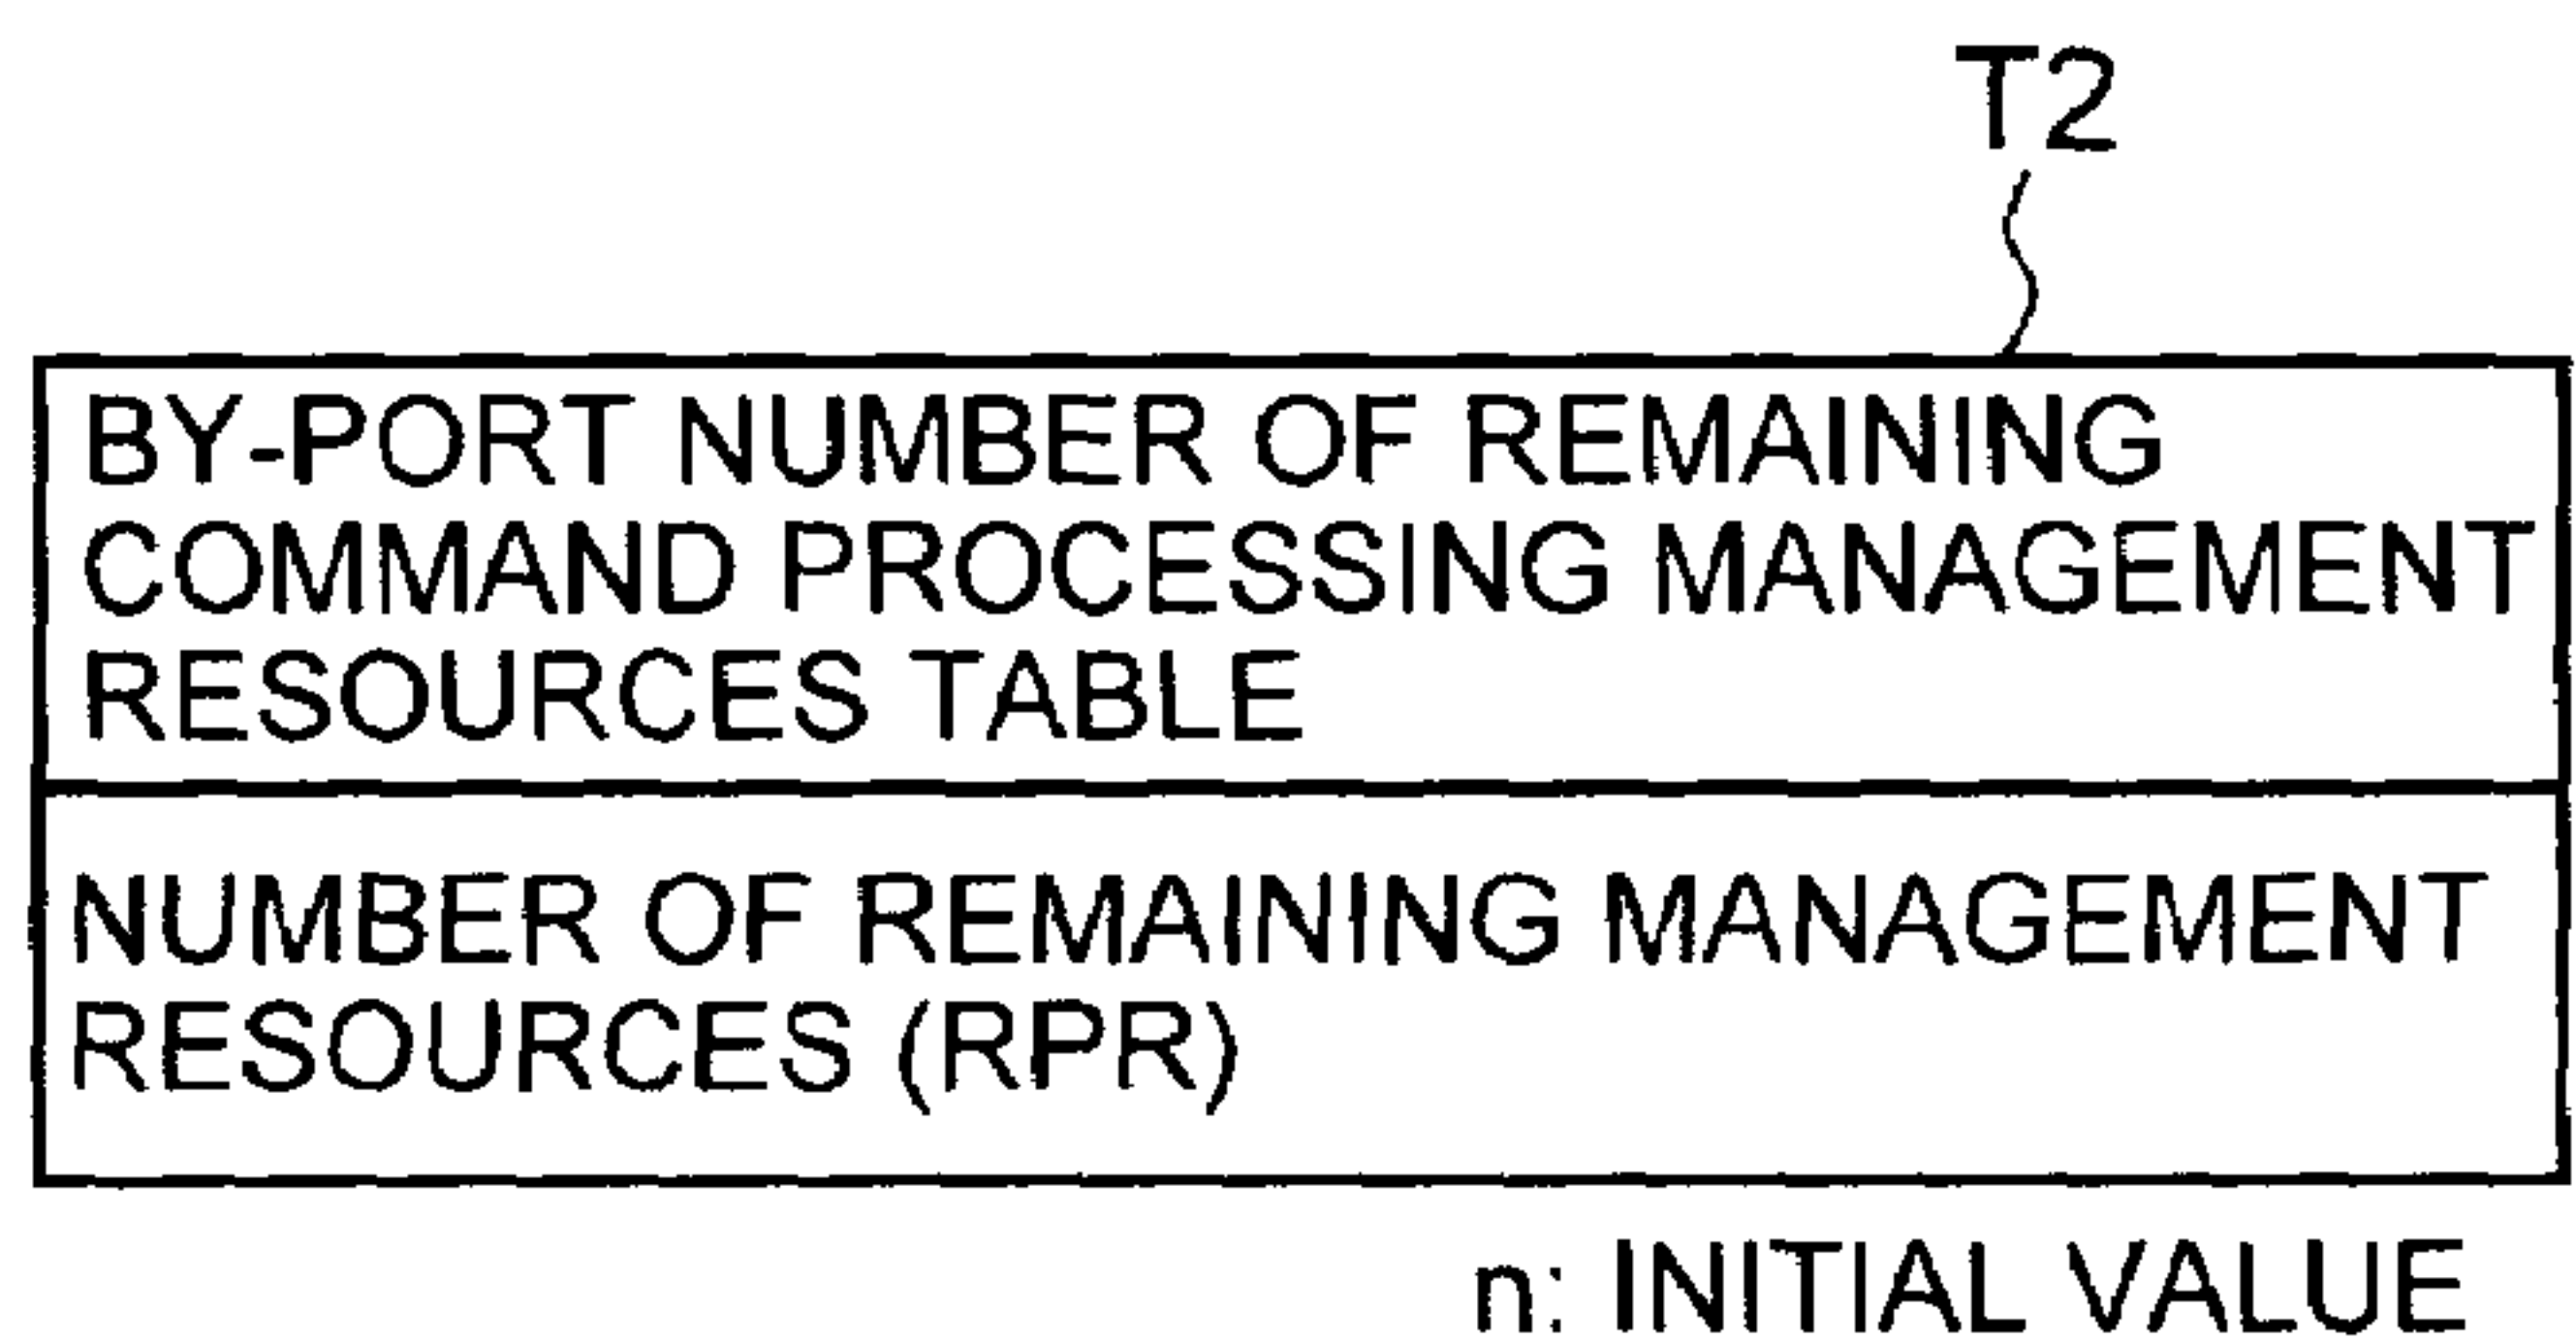 T2
BY-PORT NUMBER OF REMAINING
COMMAND PROCESSING MANAGEMENT
RESOURCES TABLE
NUMBER OF REMAINING MANAGEMENT
RESOURCES (RPR)
n: INITIAL VALUE